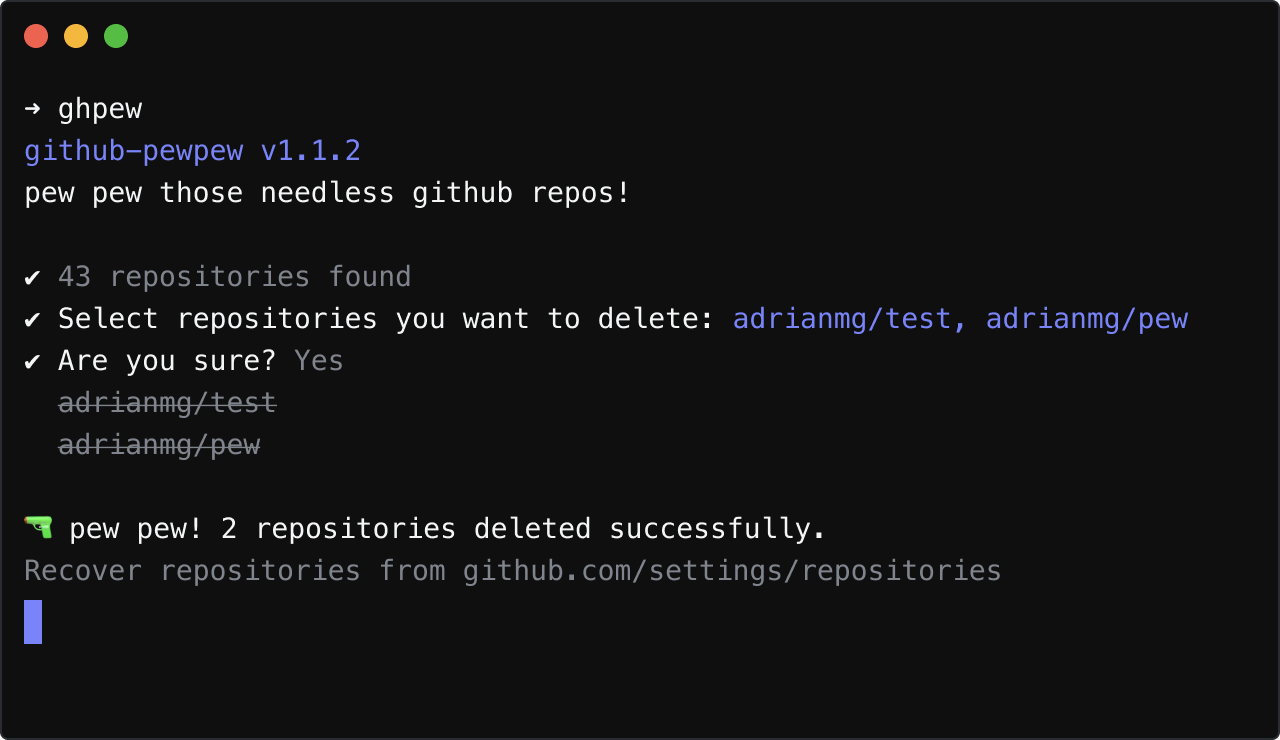 ➜ ghpew
github-pewpew v1.1.2
pew pew those needless github repos!
✔ 43 repositories found
✔ Select repositories you want to delete: adrianmg/test, adrianmg/pew
✔ Are you sure? Yes
adrianmg/test
adrianmg/pew
🔫 pew pew! 2 repositories deleted successfully.
Recover repositories from github.com/settings/repositories